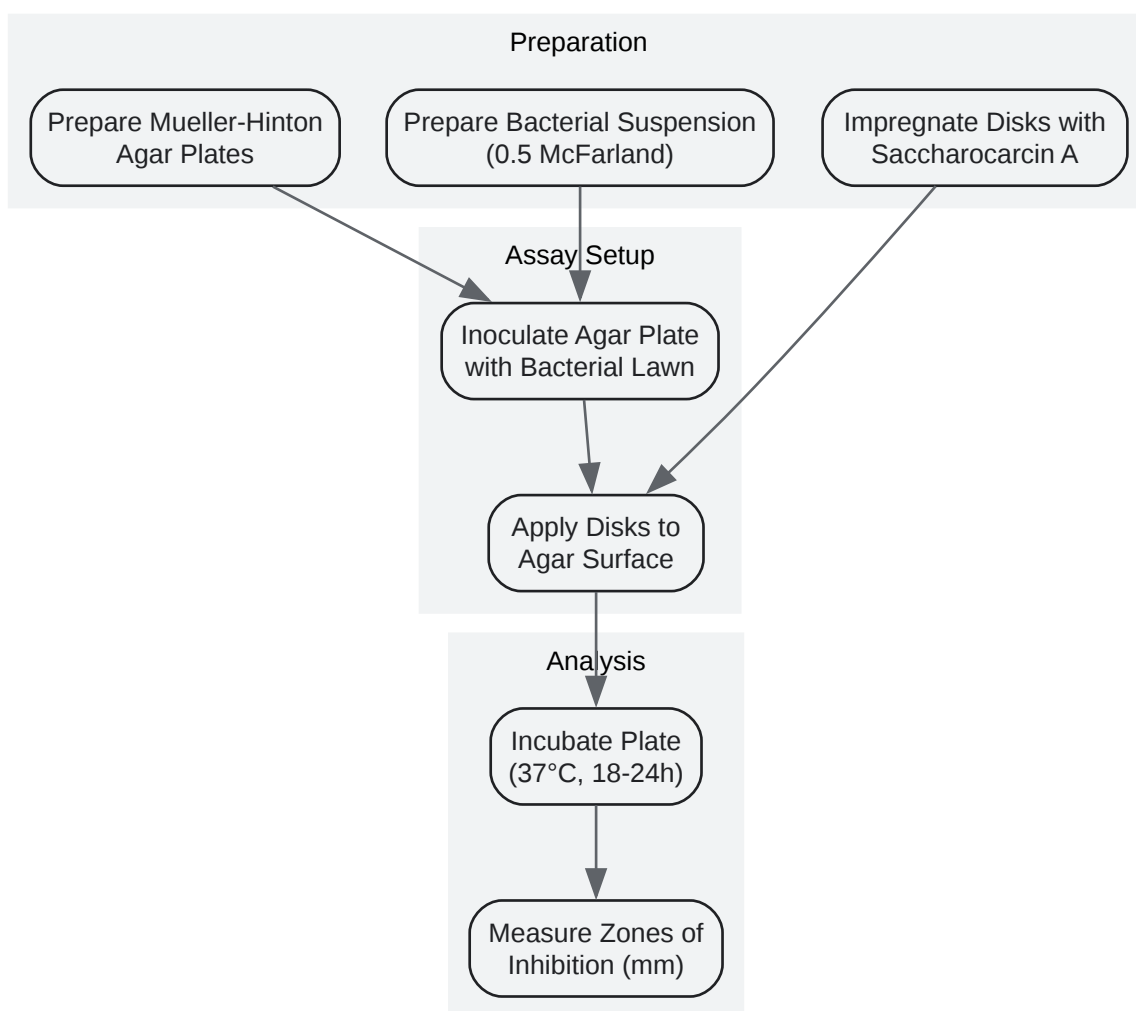 Preparation
Prepare Mueller-Hinton
Agar Plates
Prepare Bacterial Suspension
(0.5 McFarland)
Impregnate Disks with
Saccharocarcin A
Assay Setup
Inoculate Agar Plate
with Bacterial Lawn
Apply Disks to
Agar Surface
Analysis
Incubate Plate
(37°C, 18-24h)
Measure Zones of
Inhibition (mm)